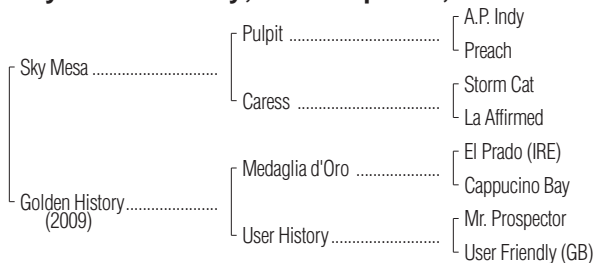 A.P. Indy
Pulpit
Preach
Sky Mesa
Storm Cat
Caress
La Affirmed
El Prado (IRE)
Medaglia d'Oro
Cappucino Bay
Golden History
(2009)
Mr. Prospector
User History
User Friendly (GB)